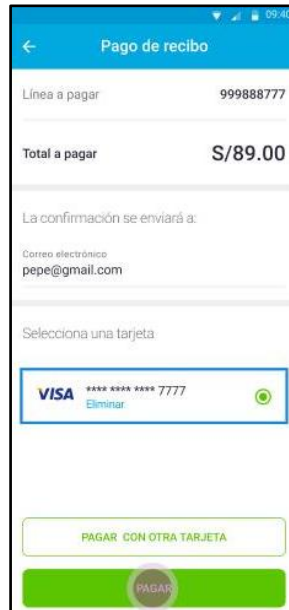 09:40
Pago de recibo
Línea a pagar 999888777
Total a pagar S/89.00
La confirmación se enviará a:
Correo electrónico
pepe@gmail.com
Selecciona una tarjeta
VISA **** **** **** 7777
Eliminar
PAGAR CON OTRA TARJETA
PAGAR